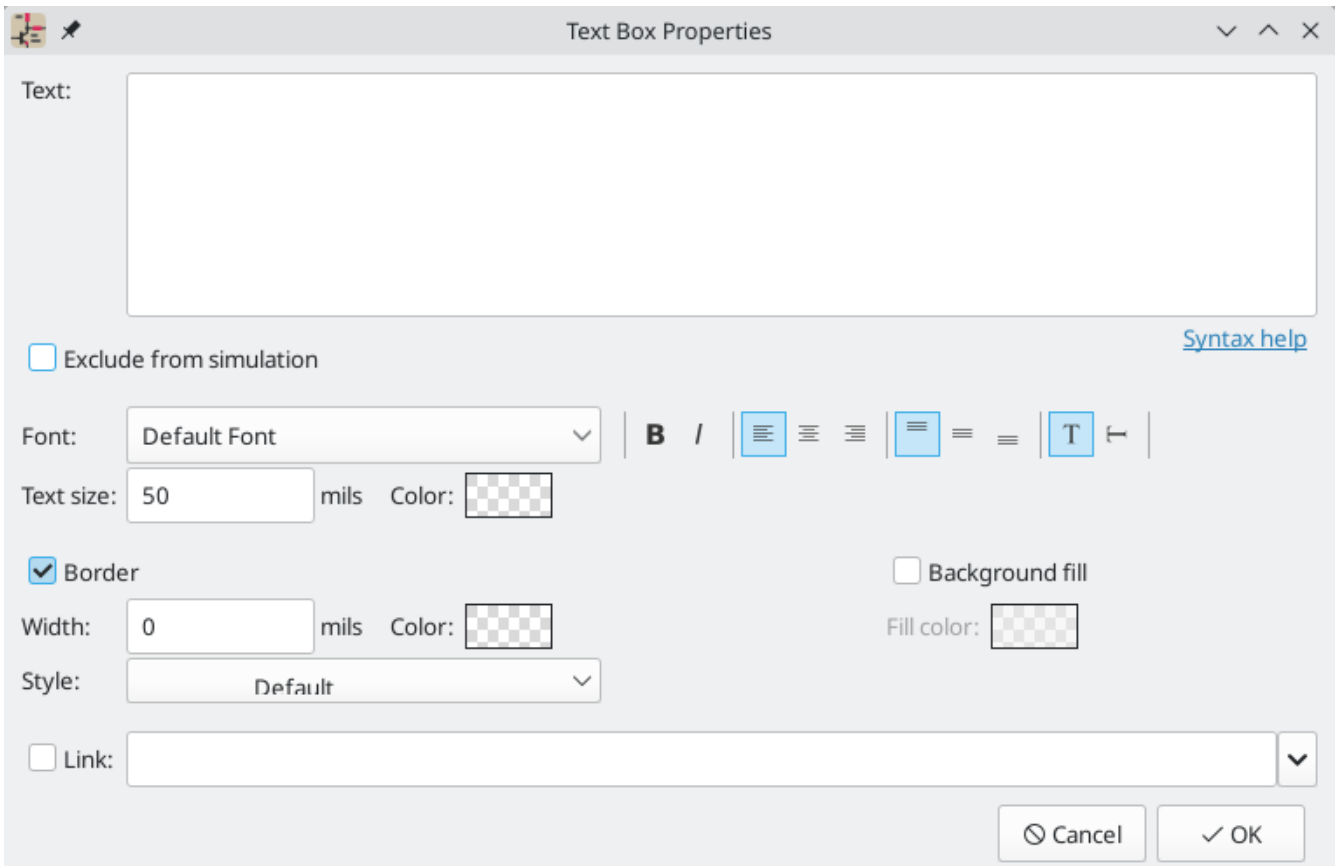 Text Box Properties
Text:
Syntax help
Exclude from simulation
Font: Default Font B I T T
Text size: 50 mils Color:
Border Background fill
Width: 0 mils Color: Fill color:
Style: Default
Link:
Cancel OK